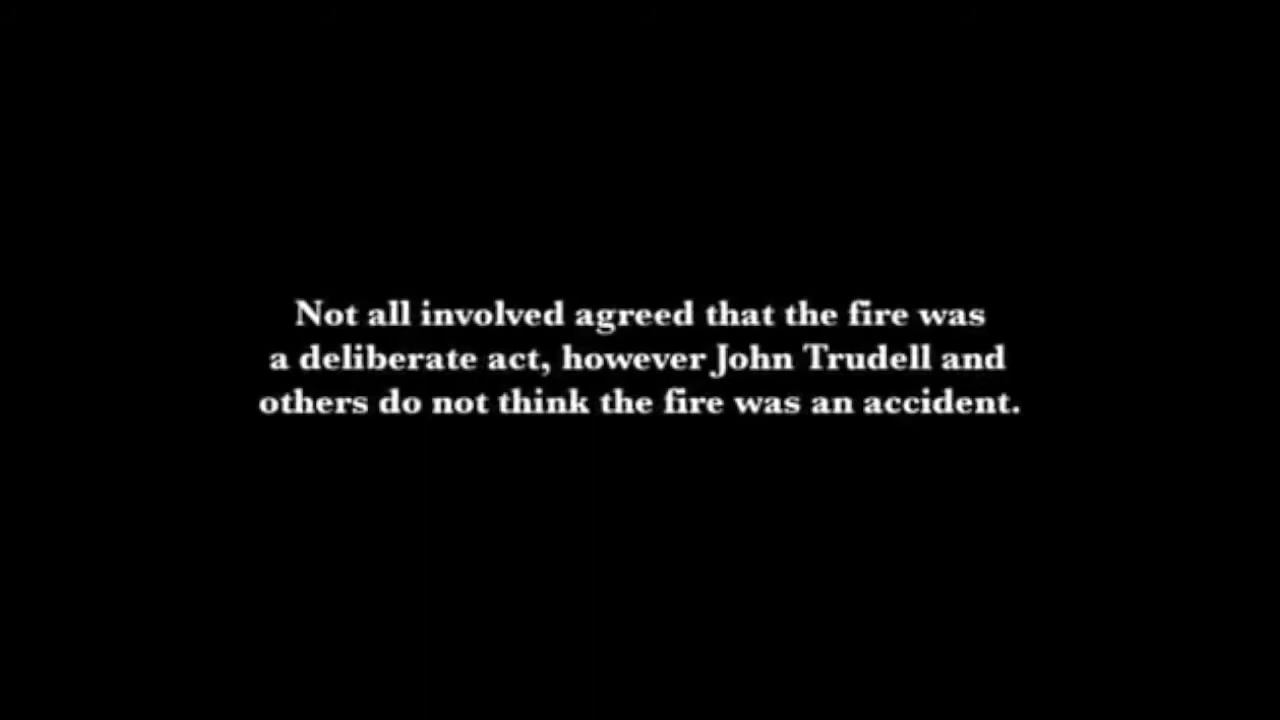 Not all involved agreed that the fire was
a deliberate act, however John Trudell and
others do not think the fire was an accident.